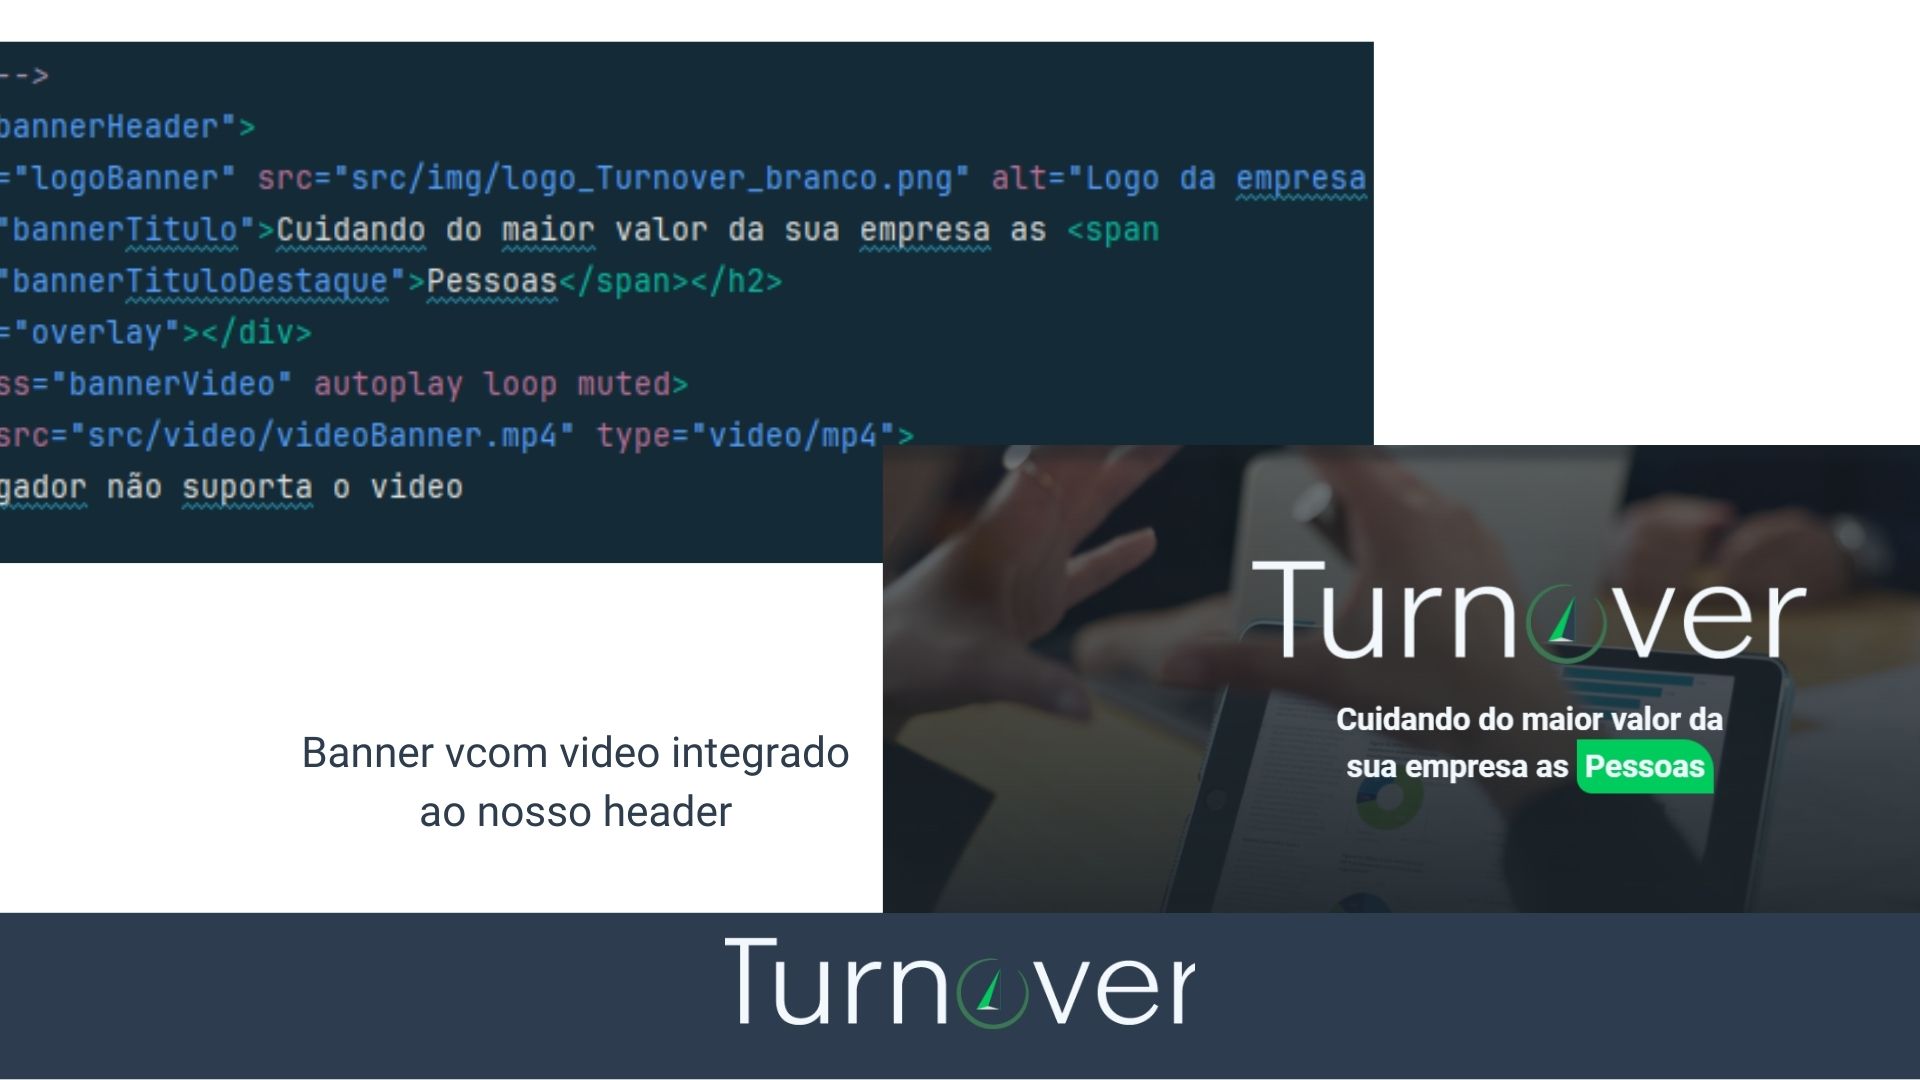 -->
bannerHeader">
="logoBanner" src="src/img/logo_Turnover_branco.png" alt="Logo da empresa
"bannerTitulo">Cuidando do maior valor da sua empresa as <span
"bannerTituloDestaque">Pessoas</span></h2>
="overlay"></div>
ss="bannerVideo" autoplay loop muted>
src="src/video/videoBanner.mp4" type="video/mp4">
gador não suporta o video
Turnover
Cuidando do maior valor da
sua empresa as Pessoas
Banner vcom video integrado
ao nosso header
Turnover